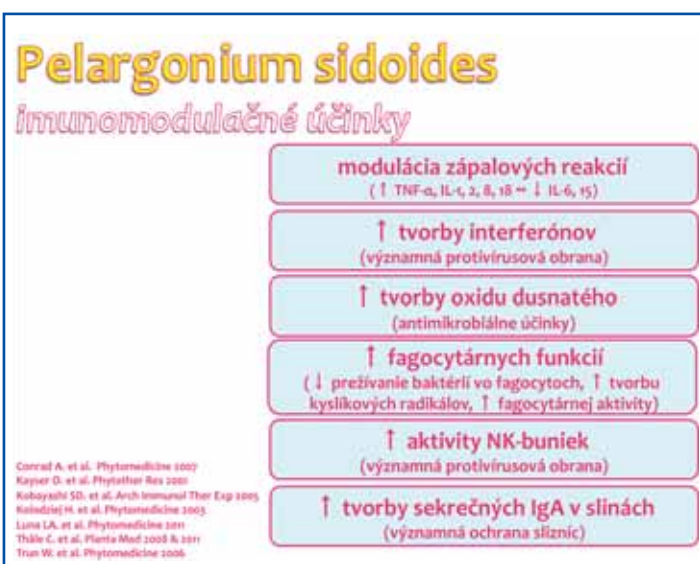 Pelargonium sidoides
imunomodulačné účinky
modulácia zápalových reakcií
(↑ TNF-α, IL-1, 2, 8, 18 ↔ ↓ IL-6, 15)
↑ tvorby interferónov
(významná protivírusová obrana)
↑ tvorby oxidu dusnatého
(antimikrobiálne účinky)
↑ fagocytárnych funkcií
(↓ prežívanie baktérií vo fagocytoch, ↑ tvorbu
kyslíkových radikálov, ↑ fagocytárnej aktivity)
↑ aktivity NK-buniek
(významná protivírusová obrana)
↑ tvorby sekrečných IgA v slinách
(významná ochrana slizníc)
Conrad A. et al. Phytomedicine 2007
Kayser O. et al. Phytother Res 2001
Kobayashi SD. et al. Arch Immunol Ther Exp 2005
Kolodziej H. et al. Phytomedicine 2003
Luna LA. et al. Phytomedicine 2011
Thäle C. et al. Planta Med 2008 & 2011
Trun W. et al. Phytomedicine 2006